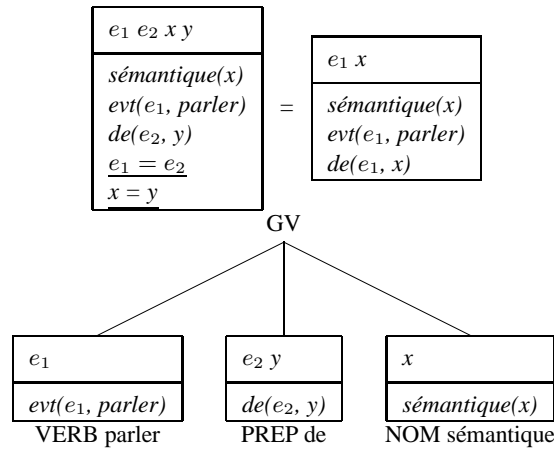 e₁ e₂ x y
sémantique(x)
evt(e₁, parler)
de(e₂, y)
e₁ = e₂
x = y
=
e₁ x
sémantique(x)
evt(e₁, parler)
de(e₁, x)
GV
e₁
evt(e₁, parler)
VERB parler
e₂ y
de(e₂, y)
PREP de
x
sémantique(x)
NOM sémantique